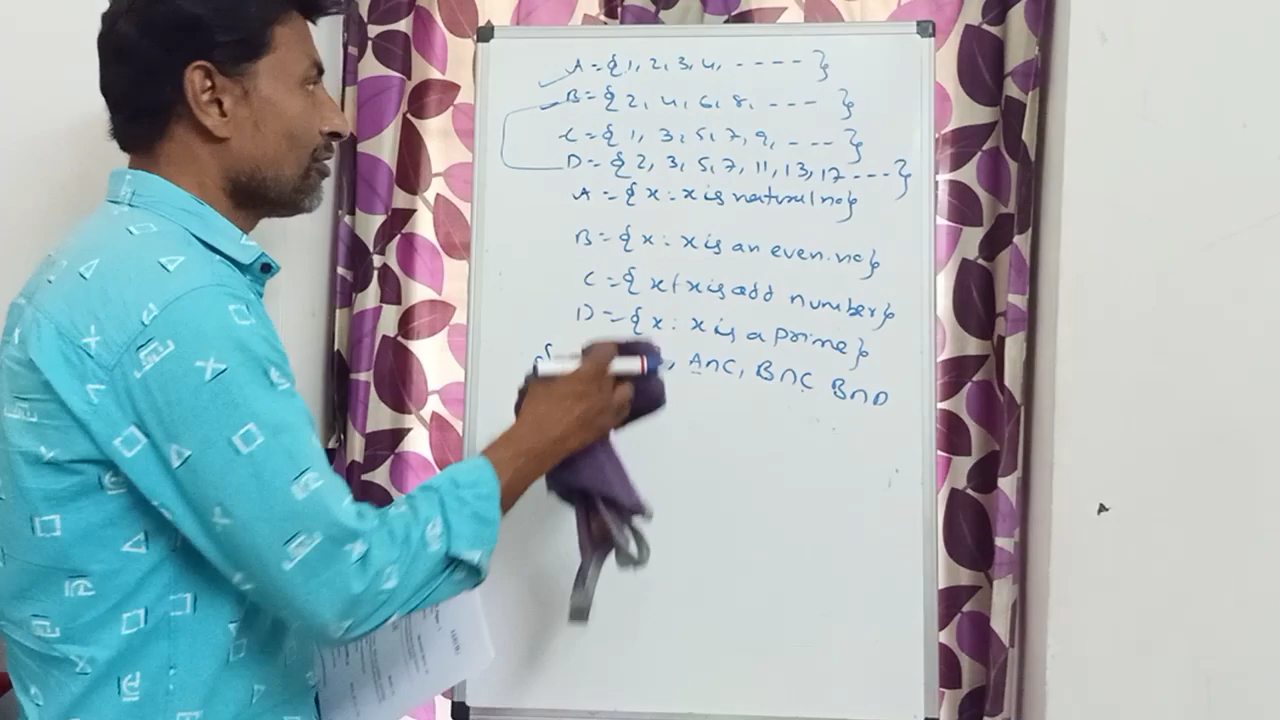 A={1, 2, 3, 4, - - - - }
B={ 2, 4, 6, 8, - - - }
C={ 1, 3, 5, 7, 9, - - - }
D={ 2, 3, 5, 7, 11, 13, 17 - - - }
A = { x : x is natural no}
B={ x : x is an even.no}
C={ x/x is odd number}
D={ x : x is a prime}
, A∩C, B∩C B∩D